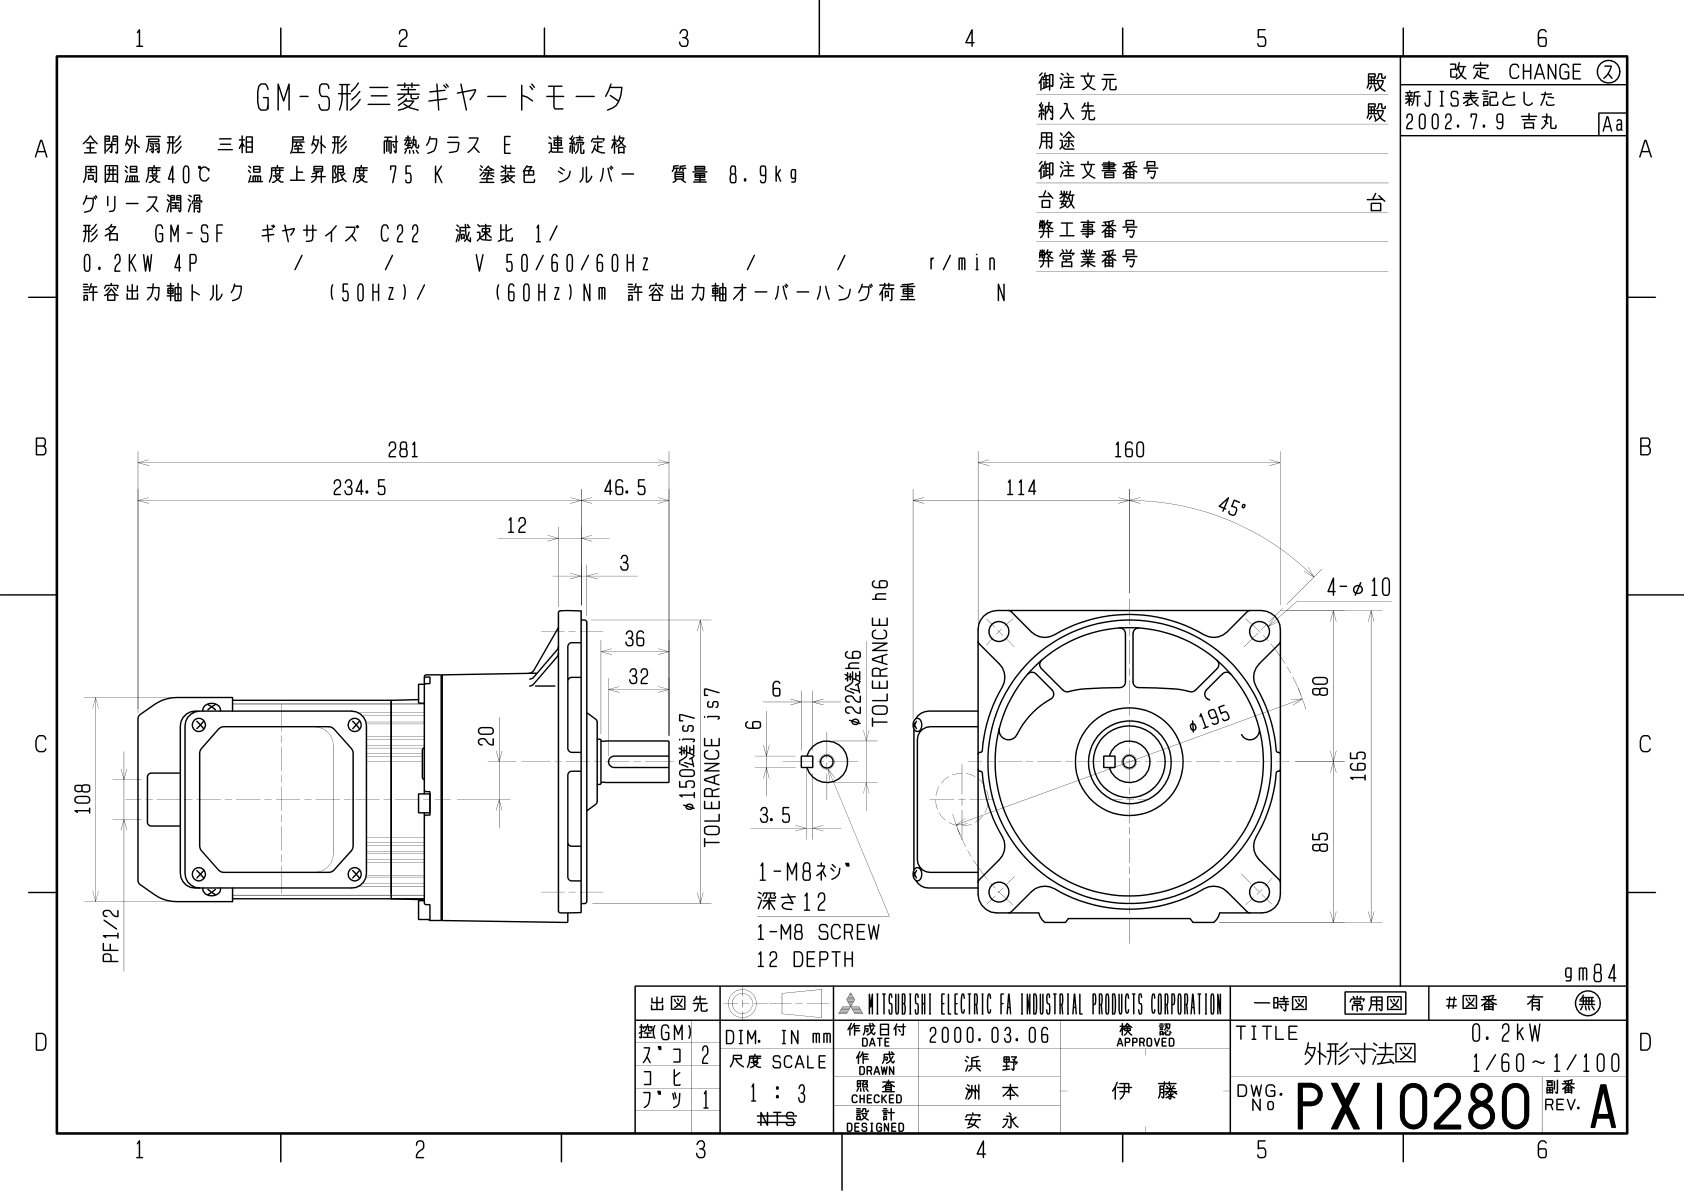 1 2 3 4 5 6
A A
B B
C C
D D
GM-S形三菱ギヤードモータ
全閉外扇形 三相 屋外形 耐熱クラス E 連続定格
周囲温度40℃ 温度上昇限度 75 K 塗装色 シルバー 質量 8.9kg
グリース潤滑
形名 GM-SF ギヤサイズ C22 減速比 1/
0.2KW 4P / / V 50/60/60Hz / / r/min
許容出力軸トルク (50Hz)/ (60Hz)Nm 許容出力軸オーバーハング荷重 N
御注文元 殿
納入先 殿
用途
御注文書番号
台数 台
弊工事番号
弊営業番号
改定 CHANGE ス
新JIS表記とした
2002.7.9 吉丸 Aa
281
234.5 46.5
12
3
36
32
20
108
PF1/2
φ150公差js7
TOLERANCE js7
6
6
3.5
φ22公差h6
TOLERANCE h6
1-M8ネジ
深さ12
1-M8 SCREW
12 DEPTH
160
114
45°
4-φ10
φ195
80
165
85
gm84
出図先
控(GM)
ズコ 2
コヒ
ブツ 1
DIM. IN mm
尺度 SCALE
1 : 3
NTS
MITSUBISHI ELECTRIC FA INDUSTRIAL PRODUCTS CORPORATION
作成日付 DATE 2000.03.06
作成 DRAWN 浜野
照査 CHECKED 洲本
設計 DESIGNED 安永
検認 APPROVED
伊藤
一時図 常用図 #図番 有 無
TITLE 0.2kW
外形寸法図 1/60~1/100
DWG. No PX10280 副番 REV. A
1 2 3 4 5 6